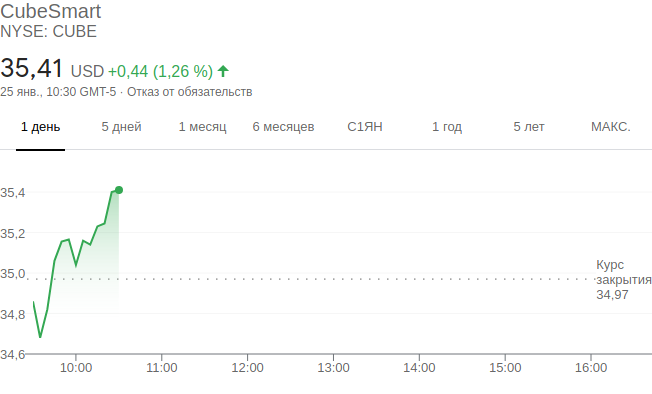 CubeSmart
NYSE: CUBE
35,41 USD +0,44 (1,26 %)
25 янв., 10:30 GMT-5 · Отказ от обязательств
1 день 5 дней 1 месяц 6 месяцев С1ЯН 1 год 5 лет МАКС.
35,4
35,2
35,0
34,8
34,6
Курс
закрытия
34,97
10:00 11:00 12:00 13:00 14:00 15:00 16:00